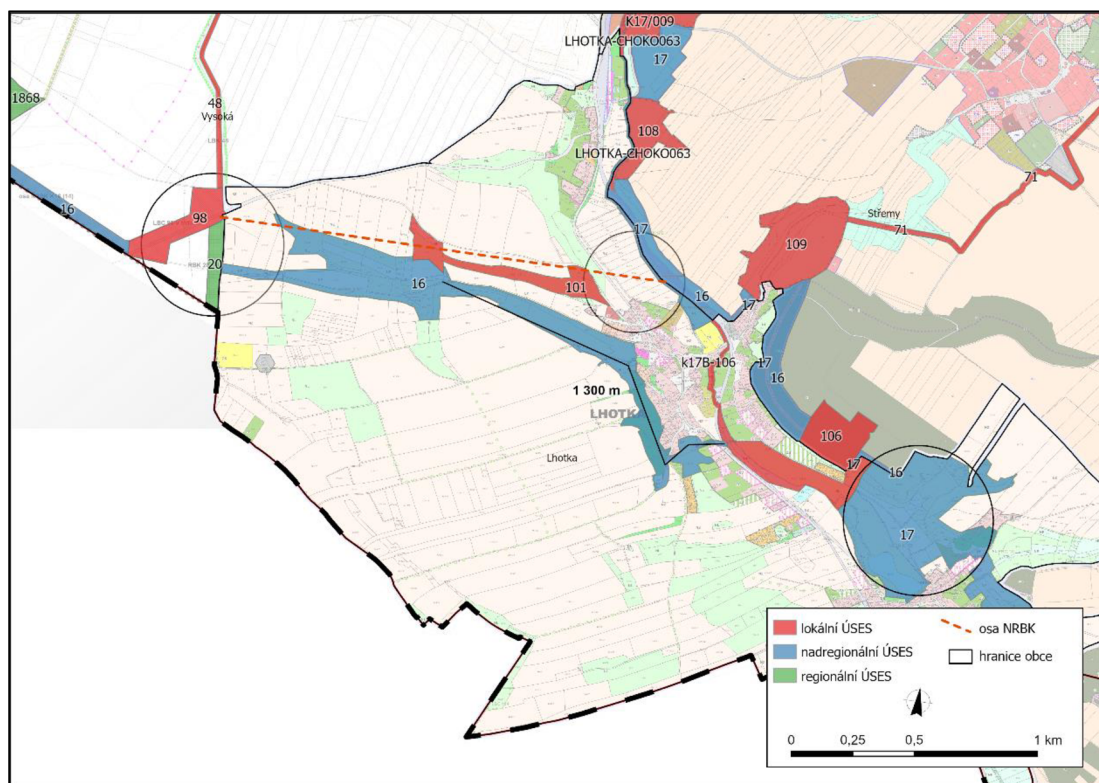 K17/009
LHOTKA-CHOKO063
17
1868
48
Vysoká
108
LHOTKA-CHOKO063
71
16
98
Střemy
71
17
109
20
16
101
16
17
k17B-106
17
16
1 300 m
LHOTK
106
Lhotka
17
16
17
lokální ÚSES
nadregionální ÚSES
regionální ÚSES
osa NRBK
hranice obce
0
0,25
0,5
1 km